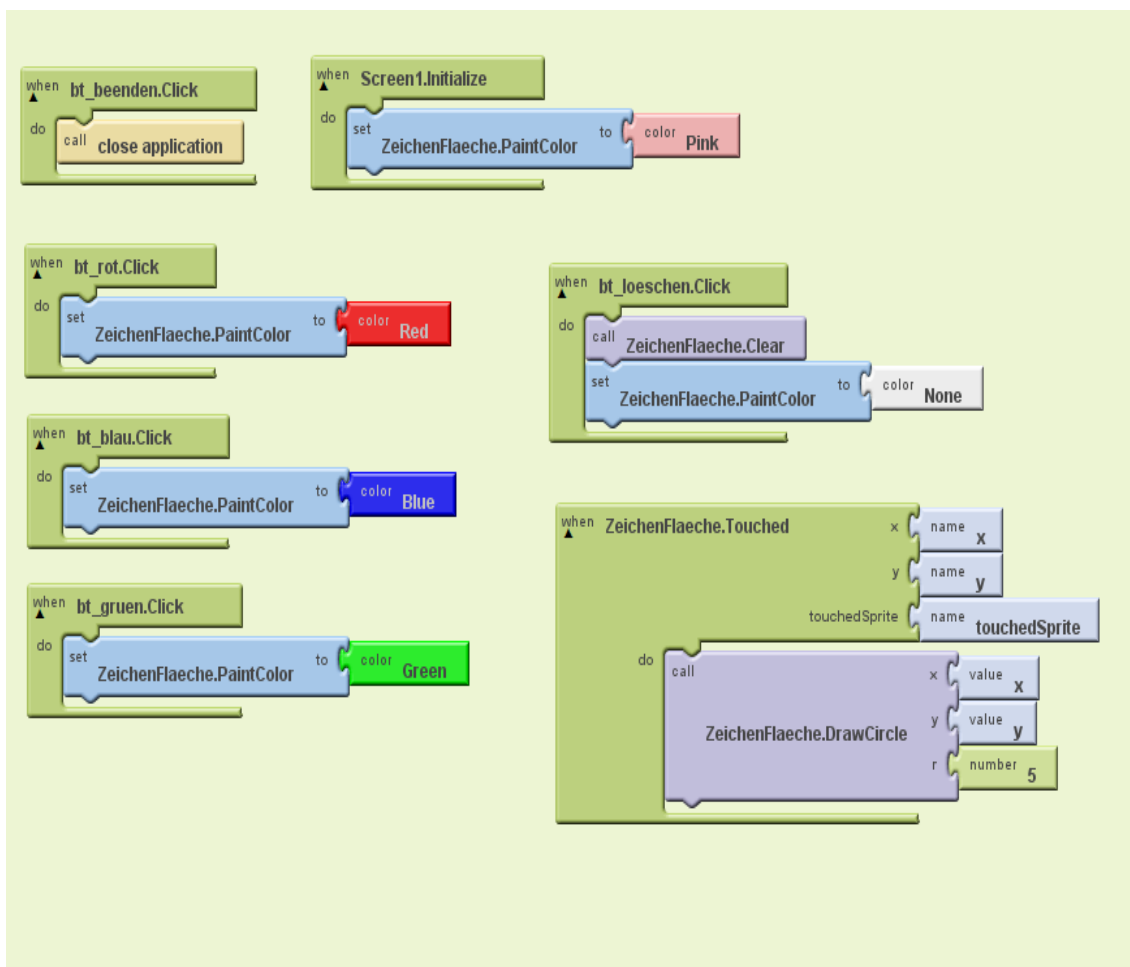 when bt_beenden.Click
do
call close application
when Screen1.Initialize
do
set ZeichenFlaeche.PaintColor to color Pink
when bt_rot.Click
do
set ZeichenFlaeche.PaintColor to color Red
when bt_blau.Click
do
set ZeichenFlaeche.PaintColor to color Blue
when bt_gruen.Click
do
set ZeichenFlaeche.PaintColor to color Green
when bt_loeschen.Click
do
call ZeichenFlaeche.Clear
set ZeichenFlaeche.PaintColor to color None
when ZeichenFlaeche.Touched x name x
y name y
touchedSprite name touchedSprite
do
call x value x
ZeichenFlaeche.DrawCircle y value y
r number 5